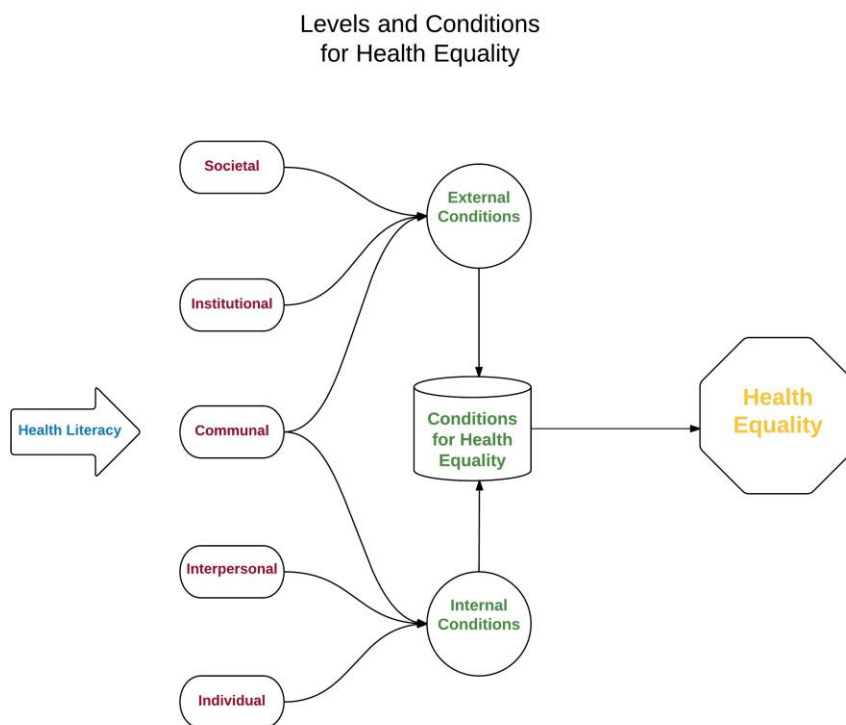 Levels and Conditions
for Health Equality
Societal
External
Conditions
Institutional
Health Literacy
Communal
Conditions
for Health
Equality
Health
Equality
Interpersonal
Internal
Conditions
Individual